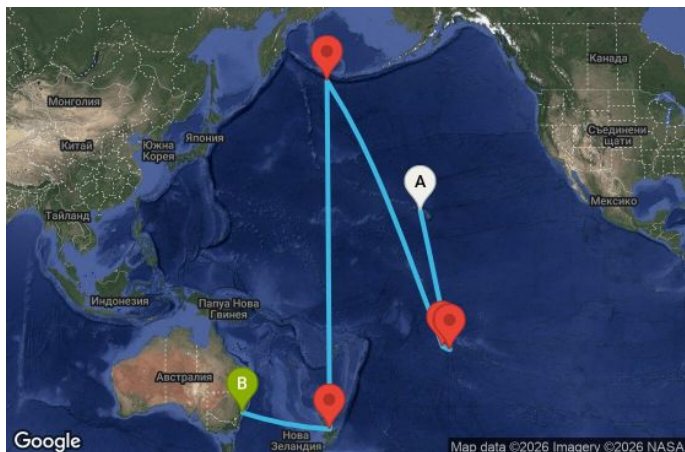 Канада
Монголия
Съединени
щати
Япония
Китай
Южна
Корея
A
Мексико
Тайланд
Индонезия
Папуа Нова
Гвинея
Австралия
B
Нова
Зеландия
Google
Map data ©2026 Imagery ©2026 NASA